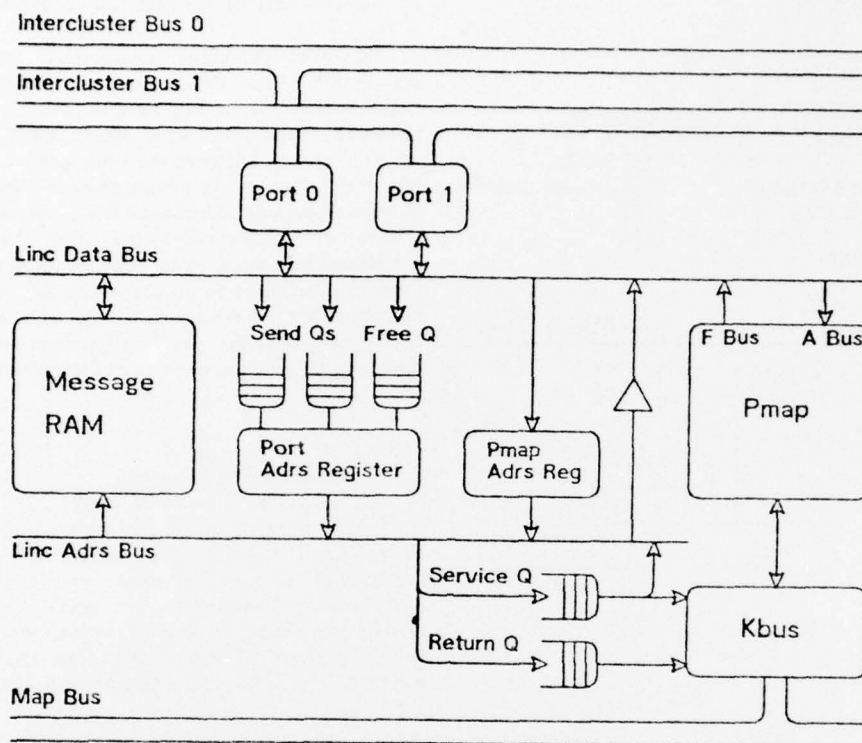 Intercluster Bus 0
Intercluster Bus 1
Port 0
Port 1
Linc Data Bus
Send Qs
Free Q
F Bus
A Bus
Message
RAM
Pmap
Port
Adrs Register
Pmap
Adrs Reg
Linc Adrs Bus
Service Q
Return Q
Kbus
Map Bus